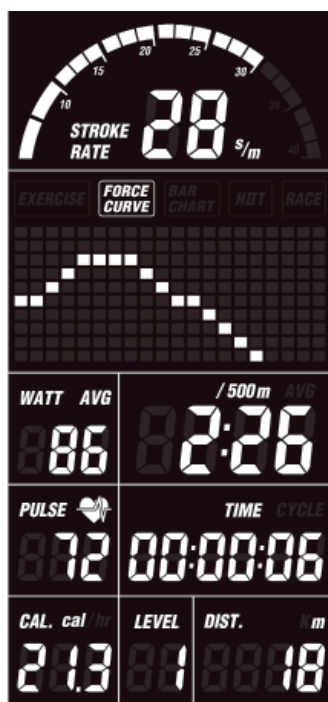 20 25
15 30
10 35
STROKE RATE 28 s/m
40
EXERCISE FORCE CURVE BAR CHART HIIT RACE
WATT AVG /500m AVG
86 2:26
PULSE TIME CYCLE
72 00:00:06
CAL. cal/hr LEVEL DIST. Km
21.3 1 18